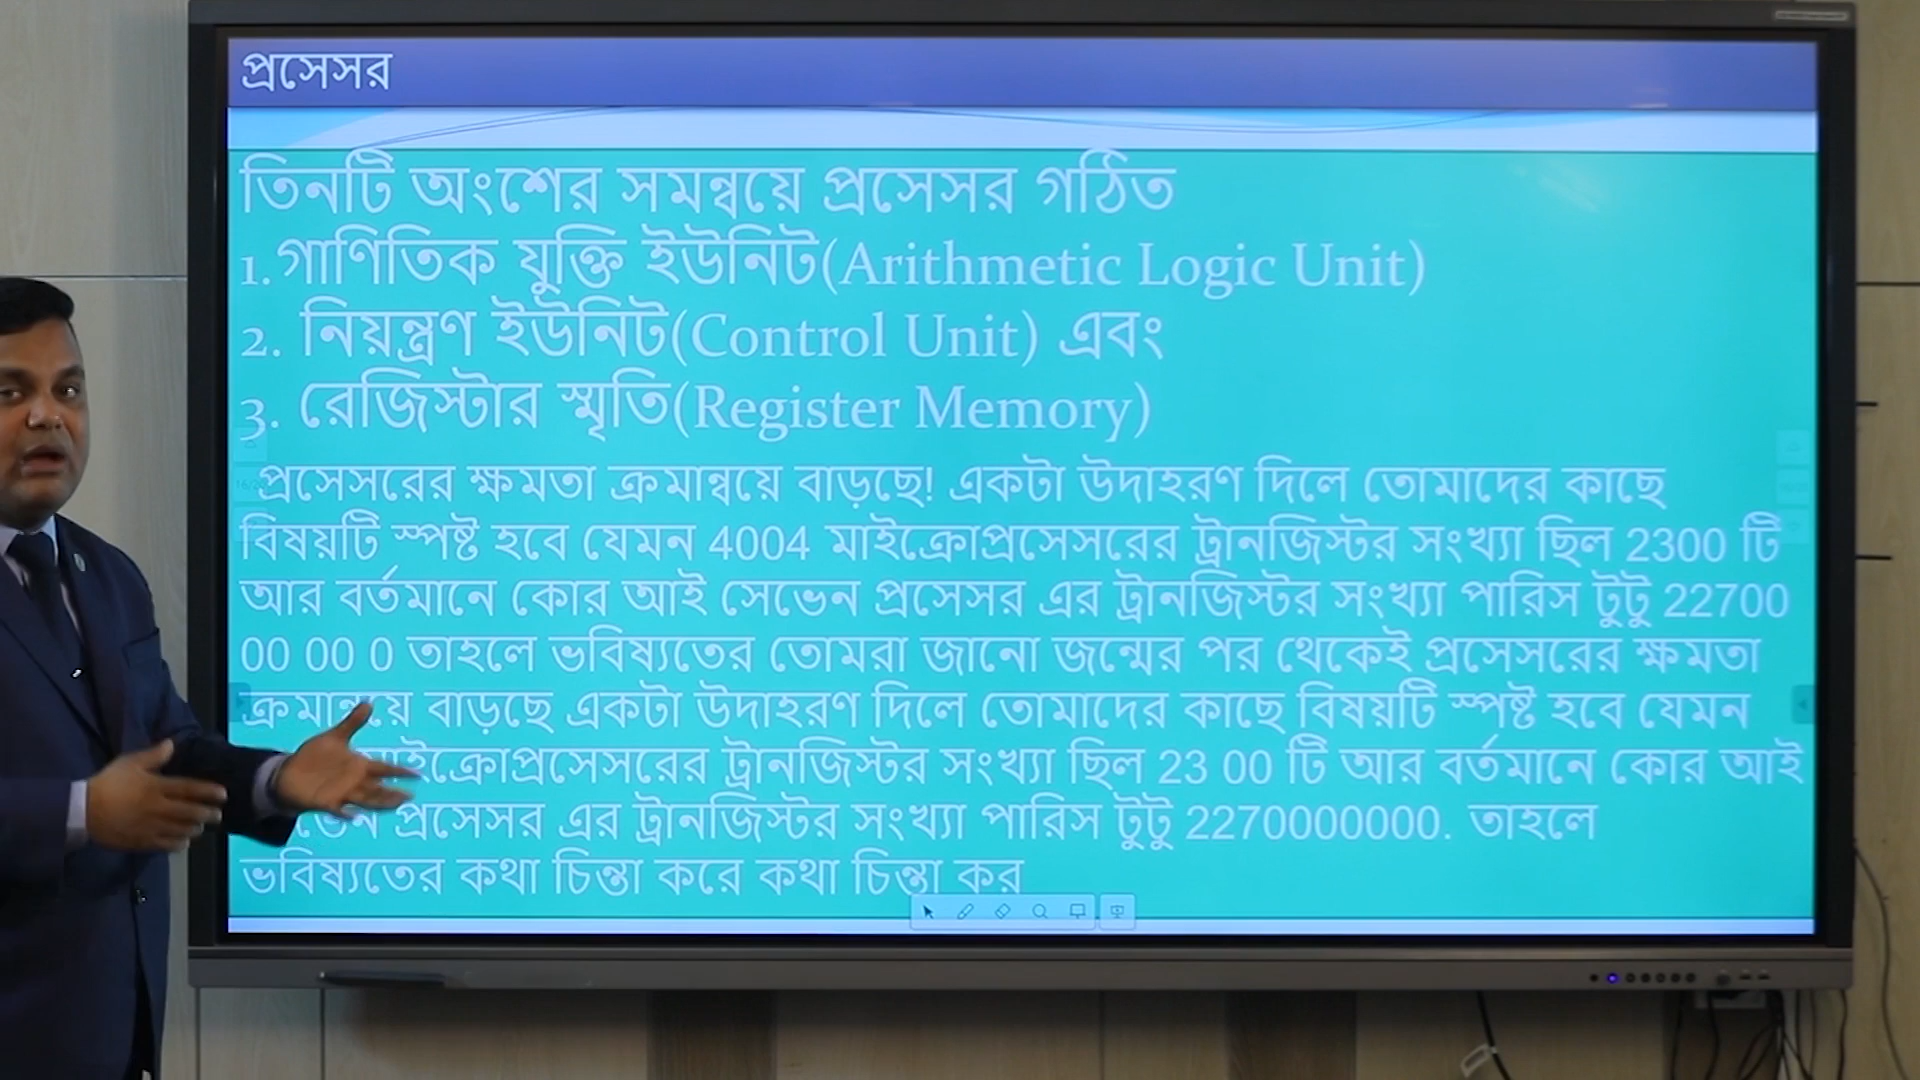 প্রসেসর
তিনটি অংশের সমন্বয়ে প্রসেসর গঠিত
1.গাণিতিক যুক্তি ইউনিট(Arithmetic Logic Unit)
2. নিয়ন্ত্রণ ইউনিট(Control Unit) এবং
3. রেজিস্টার স্মৃতি(Register Memory)
প্রসেসরের ক্ষমতা ক্রমান্বয়ে বাড়ছে! একটা উদাহরণ দিলে তোমাদের কাছে
বিষয়টি স্পষ্ট হবে যেমন 4004 মাইক্রোপ্রসেসরের ট্রানজিস্টর সংখ্যা ছিল 2300 টি
আর বর্তমানে কোর আই সেভেন প্রসেসর এর ট্রানজিস্টর সংখ্যা পারিস টুটু 22700
00 00 0 তাহলে ভবিষ্যতের তোমরা জানো জন্মের পর থেকেই প্রসেসরের ক্ষমতা
ক্রমান্বয়ে বাড়ছে একটা উদাহরণ দিলে তোমাদের কাছে বিষয়টি স্পষ্ট হবে যেমন
ট্রানজিস্টর সংখ্যা ছিল 23 00 টি আর বর্তমানে কোর আই
প্রসেসর এর ট্রানজিস্টর সংখ্যা পারিস টুটু 2270000000. তাহলে
ভবিষ্যতের কথা চিন্তা করে কথা চিন্তা কর